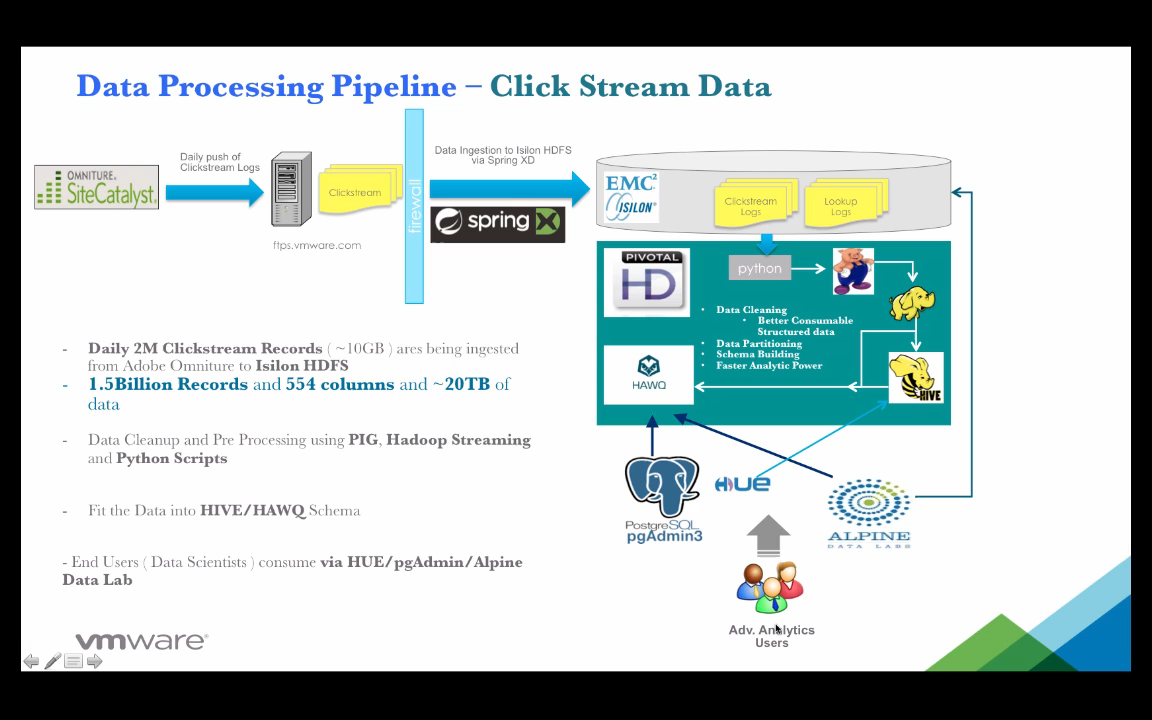 Data Processing Pipeline – Click Stream Data
Daily push of
Clickstream Logs
OMNITURE®
SiteCatalyst®
Clickstream
ftps.vmware.com
firewall
Data Ingestion to Isilon HDFS
via Spring XD
spring X
EMC²
ISILON®
Clickstream
Logs
Lookup
Logs
PIVOTAL
HD
python
• Data Cleaning
• Better Consumable
Structured data
• Data Partitioning
• Schema Building
• Faster Analytic Power
HAWQ
HIVE
- Daily 2M Clickstream Records ( ~10GB ) ares being ingested
from Adobe Omniture to Isilon HDFS
- 1.5Billion Records and 554 columns and ~20TB of
data
- Data Cleanup and Pre Processing using PIG, Hadoop Streaming
and Python Scripts
- Fit the Data into HIVE/HAWQ Schema
- End Users ( Data Scientists ) consume via HUE/pgAdmin/Alpine
Data Lab
PostgreSQL
pgAdmin3
HUE
ALPINE
DATA LABS
Adv. Analytics
Users
vmware®